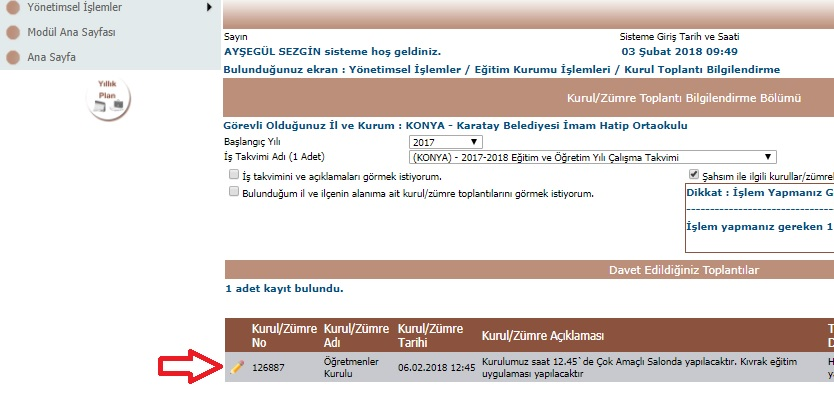 Yönetimsel İşlemler
Modül Ana Sayfası
Ana Sayfa
Yıllık
Plan
Sayın
Sisteme Giriş Tarih ve Saati
AYŞEGÜL SEZGİN sisteme hoş geldiniz.
03 Şubat 2018 09:49
Bulunduğunuz ekran : Yönetimsel İşlemler / Eğitim Kurumu İşlemleri / Kurul Toplantı Bilgilendirme
Kurul/Zümre Toplantı Bilgilendirme Bölümü
Görevli Olduğunuz İl ve Kurum : KONYA - Karatay Belediyesi İmam Hatip Ortaokulu
Başlangıç Yılı
2017
İş Takvimi Adı (1 Adet)
(KONYA) - 2017-2018 Eğitim ve Öğretim Yılı Çalışma Takvimi
İş takvimini ve açıklamaları görmek istiyorum.
Şahsım ile ilgili kurullar/zümrel
Bulunduğum il ve ilçenin alanıma ait kurul/zümre toplantılarını görmek istiyorum.
Dikkat : İşlem Yapmanız G
------------------------------
İşlem yapmanız gereken 1
Davet Edildiğiniz Toplantılar
1 adet kayıt bulundu.
Kurul/Zümre No
Kurul/Zümre Adı
Kurul/Zümre Tarihi
Kurul/Zümre Açıklaması
126887
Öğretmenler
Kurulu
06.02.2018 12:45
Kurulumuz saat 12.45`de Çok Amaçlı Salonda yapılacaktır. Kıvrak eğitim
uygulaması yapılacaktır